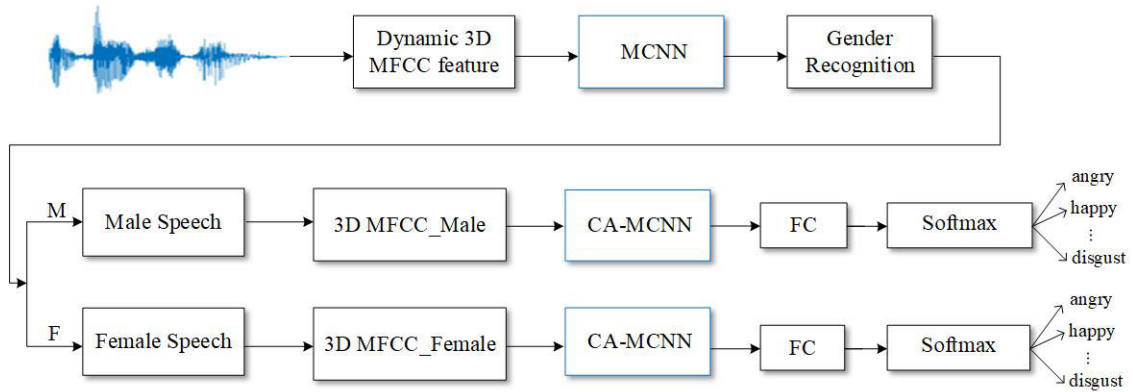 Dynamic 3D
MFCC feature
MCNN
Gender
Recognition
M
Male Speech
3D MFCC_Male
CA-MCNN
FC
Softmax
angry
happy
...
disgust
F
Female Speech
3D MFCC_Female
CA-MCNN
FC
Softmax
angry
happy
...
disgust